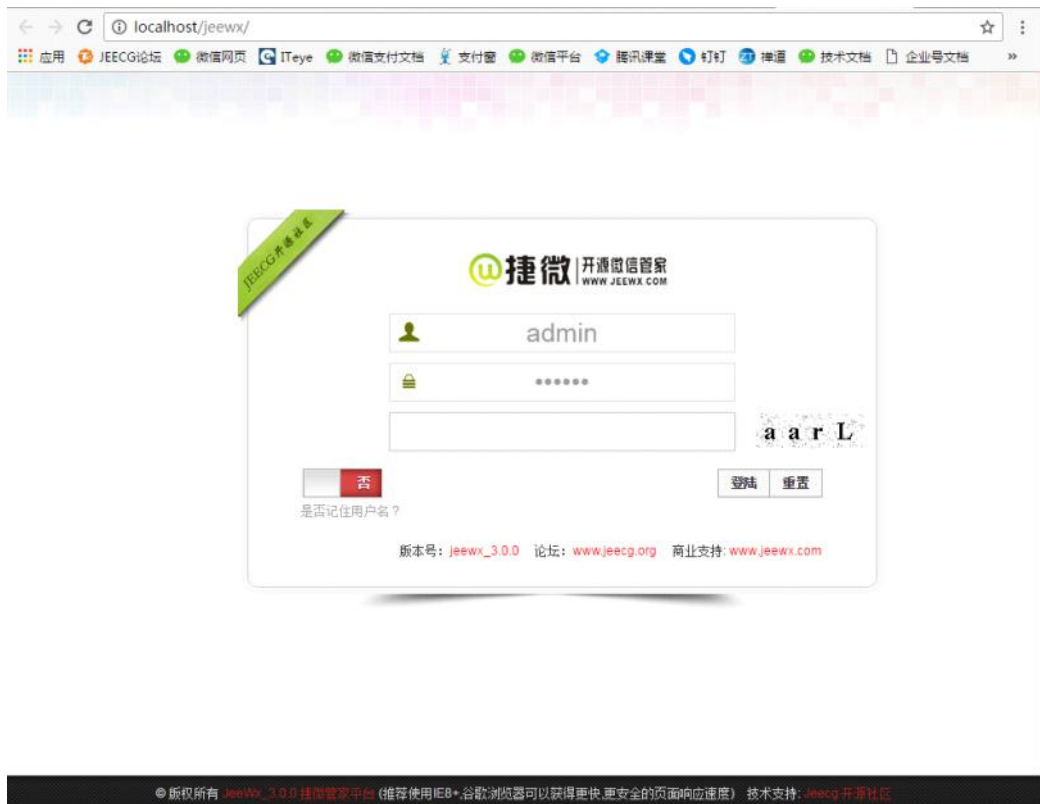 localhost/jeewx/
应用 JEECG论坛 微信网页 ITeye 微信支付文档 支付窗 微信平台 腾讯课堂 钉钉 禅道 技术文档 企业号文档 »
JEECG开源社区
捷微 开源微信管家
WWW.JEEWX.COM
admin
••••••
a a r L
否 登陆 重置
是否记住用户名？
版本号：jeewx_3.0.0 论坛：www.jeecg.org 商业支持: www.jeewx.com
©版权所有 JeeWx_3.0.0 捷微管家平台 (推荐使用IE8+,谷歌浏览器可以获得更快,更安全的页面响应速度) 技术支持: Jeecg 开源社区